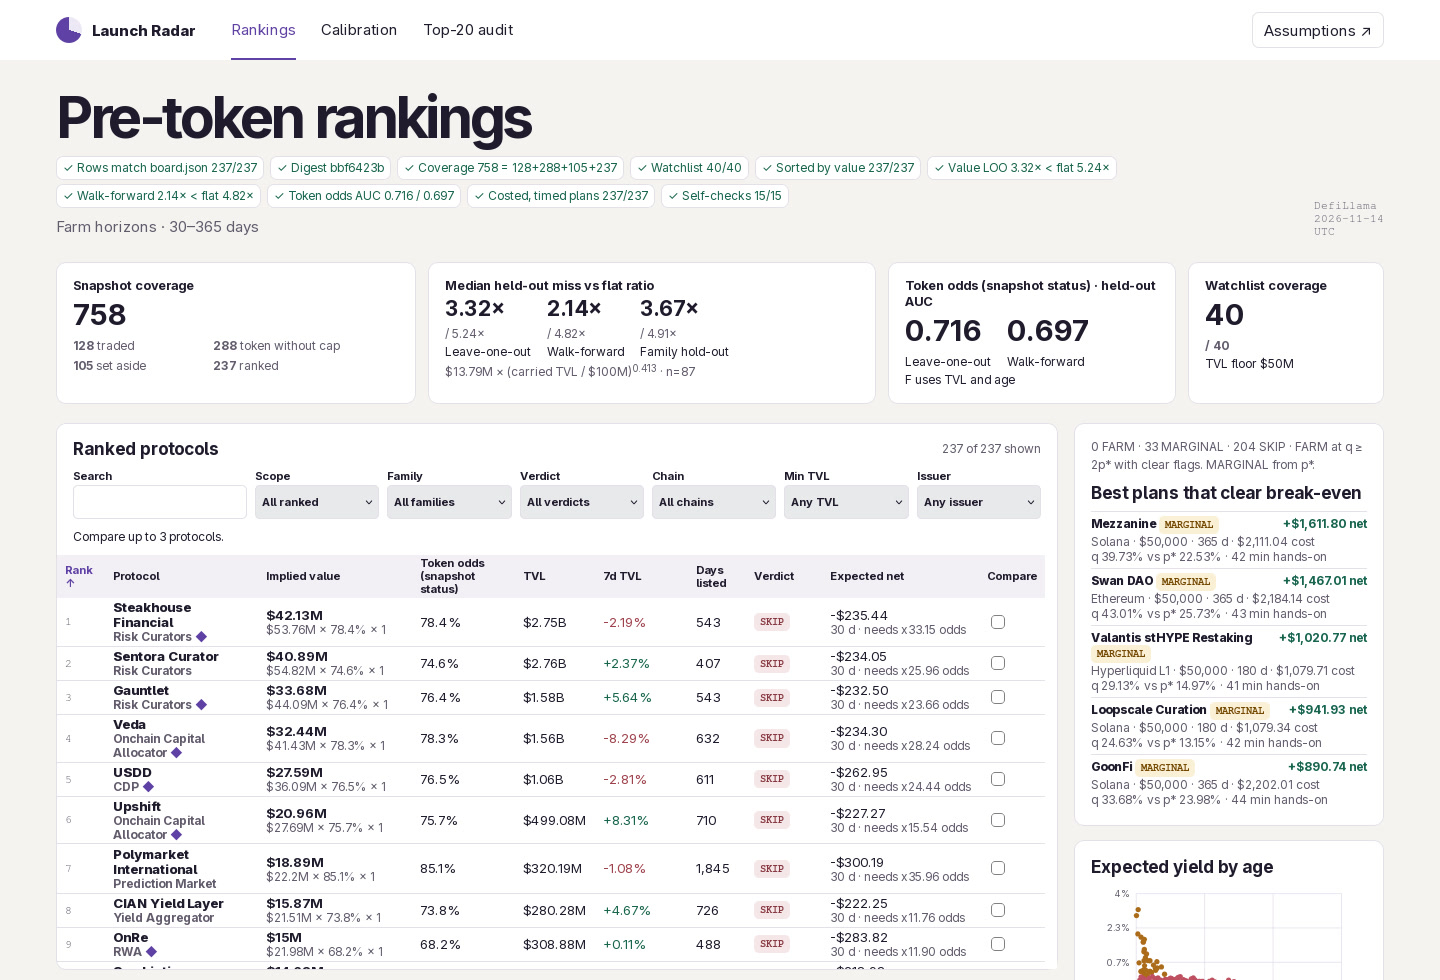 Launch Radar
Rankings
Calibration
Top-20 audit
Assumptions ↗
Pre-token rankings
✓ Rows match board.json 237/237
✓ Digest bbf6423b
✓ Coverage 758 = 128+288+105+237
✓ Watchlist 40/40
✓ Sorted by value 237/237
✓ Value LOO 3.32× < flat 5.24×
✓ Walk-forward 2.14× < flat 4.82×
✓ Token odds AUC 0.716 / 0.697
✓ Costed, timed plans 237/237
✓ Self-checks 15/15
Farm horizons · 30–365 days
DefiLlama
2026-11-14
UTC
Snapshot coverage
758
128 traded
288 token without cap
105 set aside
237 ranked
Median held-out miss vs flat ratio
3.32× 2.14× 3.67×
/ 5.24× / 4.82× / 4.91×
Leave-one-out Walk-forward Family hold-out
$13.79M × (carried TVL / $100M)0.413 · n=87
Token odds (snapshot status) · held-out
AUC
0.716 0.697
Leave-one-out Walk-forward
F uses TVL and age
Watchlist coverage
40
/ 40
TVL floor $50M
Ranked protocols
237 of 237 shown
Search Scope Family Verdict Chain Min TVL Issuer
All ranked All families All verdicts All chains Any TVL Any issuer
Compare up to 3 protocols.
Rank ↑ Protocol Implied value Token odds (snapshot status) TVL 7d TVL Days listed Verdict Expected net Compare
1 Steakhouse Financial $42.13M 78.4% $2.75B -2.19% 543 SKIP -$235.44
Risk Curators ◆ $53.76M × 78.4% × 1 30 d · needs x33.15 odds
2 Sentora Curator $40.89M 74.6% $2.76B +2.37% 407 SKIP -$234.05
Risk Curators $54.82M × 74.6% × 1 30 d · needs x25.96 odds
3 Gauntlet $33.68M 76.4% $1.58B +5.64% 543 SKIP -$232.50
Risk Curators ◆ $44.09M × 76.4% × 1 30 d · needs x23.66 odds
4 Veda $32.44M 78.3% $1.56B -8.29% 632 SKIP -$234.30
Onchain Capital Allocator ◆ $41.43M × 78.3% × 1 30 d · needs x28.24 odds
5 USDD $27.59M 76.5% $1.06B -2.81% 611 SKIP -$262.95
CDP ◆ $36.09M × 76.5% × 1 30 d · needs x24.44 odds
6 Upshift $20.96M 75.7% $499.08M +8.31% 710 SKIP -$227.27
Onchain Capital Allocator ◆ $27.69M × 75.7% × 1 30 d · needs x15.54 odds
7 Polymarket International $18.89M 85.1% $320.19M -1.08% 1,845 SKIP -$300.19
Prediction Market $22.2M × 85.1% × 1 30 d · needs x35.96 odds
8 CIAN Yield Layer $15.87M 73.8% $280.28M +4.67% 726 SKIP -$222.25
Yield Aggregator $21.51M × 73.8% × 1 30 d · needs x11.76 odds
9 OnRe $15M 68.2% $308.88M +0.11% 488 SKIP -$283.82
RWA ◆ $21.98M × 68.2% × 1 30 d · needs x11.90 odds
0 FARM · 33 MARGINAL · 204 SKIP · FARM at q ≥
2p* with clear flags. MARGINAL from p*.
Best plans that clear break-even
Mezzanine MARGINAL +$1,611.80 net
Solana · $50,000 · 365 d · $2,111.04 cost
q 39.73% vs p* 22.53% · 42 min hands-on
Swan DAO MARGINAL +$1,467.01 net
Ethereum · $50,000 · 365 d · $2,184.14 cost
q 43.01% vs p* 25.73% · 43 min hands-on
Valantis stHYPE Restaking +$1,020.77 net
MARGINAL
Hyperliquid L1 · $50,000 · 180 d · $1,079.71 cost
q 29.13% vs p* 14.97% · 41 min hands-on
Loopscale Curation MARGINAL +$941.93 net
Solana · $50,000 · 180 d · $1,079.34 cost
q 24.63% vs p* 13.15% · 42 min hands-on
GoonFi MARGINAL +$890.74 net
Solana · $50,000 · 365 d · $2,202.01 cost
q 33.68% vs p* 23.98% · 44 min hands-on
Expected yield by age
4%
2.3%
0.7%